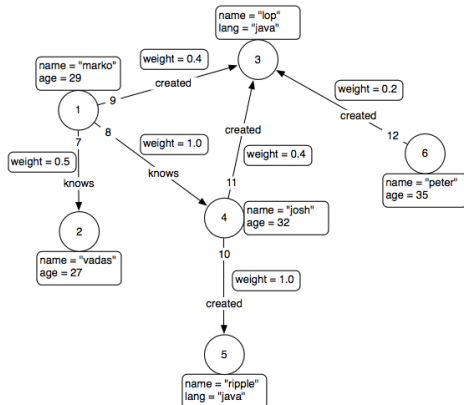 name = "lop"
lang = "java"
3
weight = 0.4
name = "marko"
age = 29
9
created
1
weight = 0.2
created
12
7
8
weight = 1.0
created
weight = 0.5
weight = 0.4
6
knows
knows
11
name = "peter"
age = 35
2
4
name = "josh"
age = 32
name = "vadas"
age = 27
10
weight = 1.0
created
5
name = "ripple"
lang = "java"